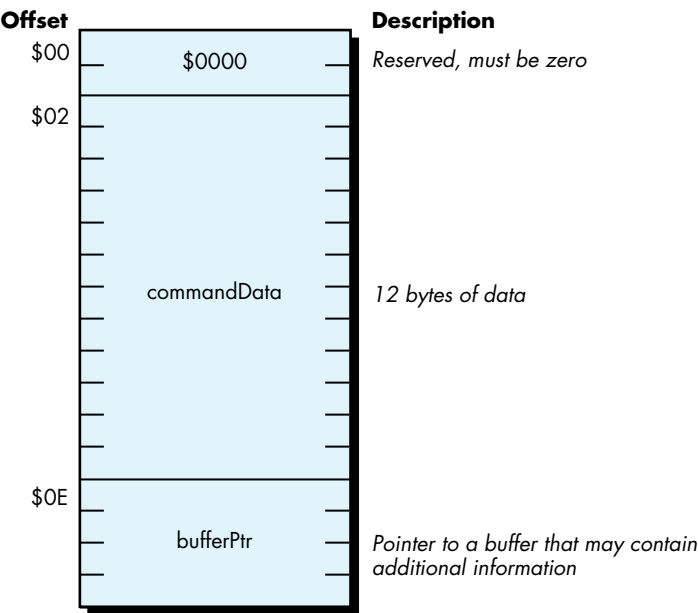 Offset Description
$00 $0000 Reserved, must be zero
$02
commandData 12 bytes of data
$0E
bufferPtr Pointer to a buffer that may contain
additional information